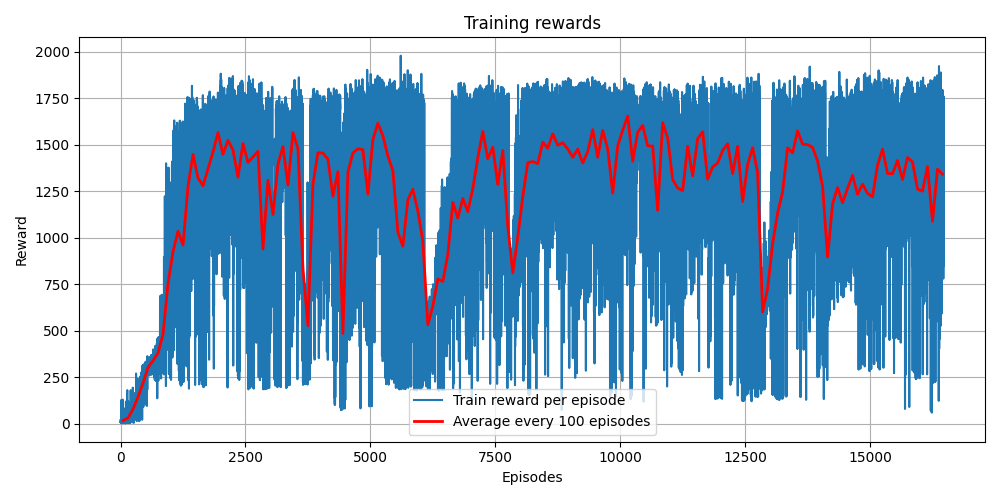 Training rewards
2000
1750
1500
1250
1000
750
500
250
0
Reward
Train reward per episode
Average every 100 episodes
0 2500 5000 7500 10000 12500 15000
Episodes